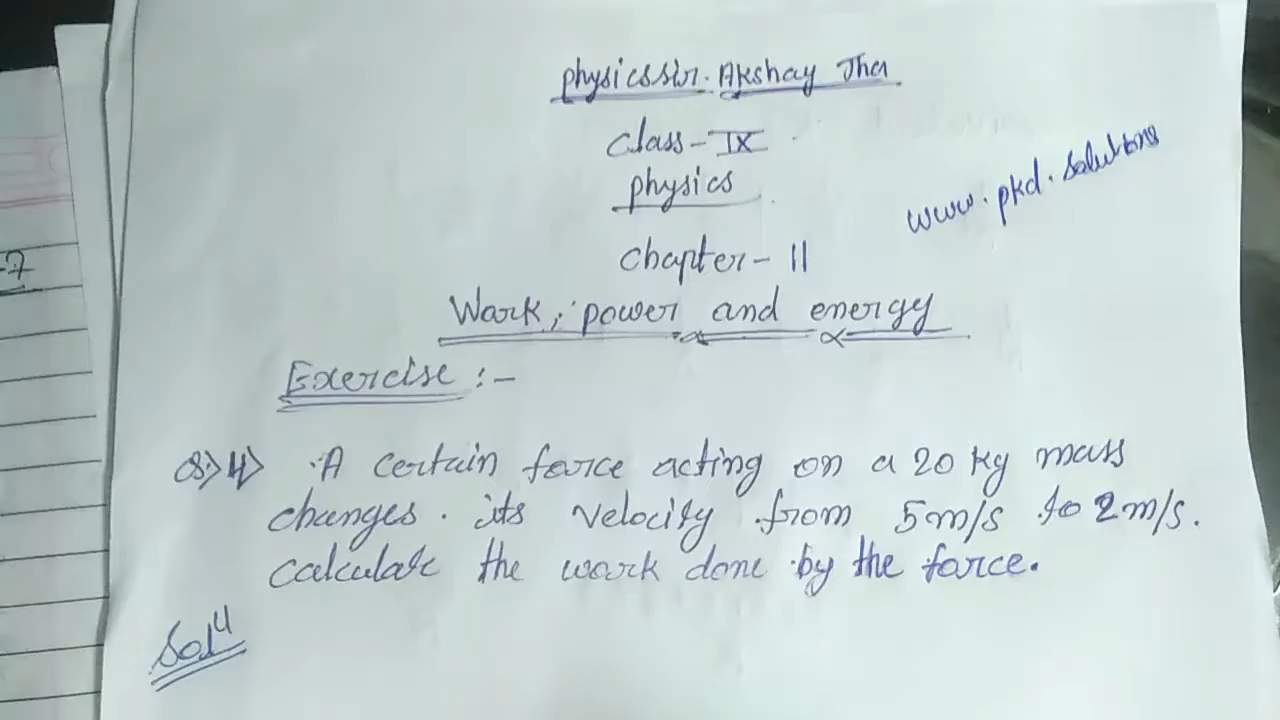 physicssir. Akshay Jha
Class-IX
physics
www.pkd.solutions
chapter-11
Work, power and energy
Exercise :-
Q>4> A certain force acting on a 20 kg mass
changes. its velocity from 5m/s to 2m/s.
calculate the work done by the force.
Sol4
-7